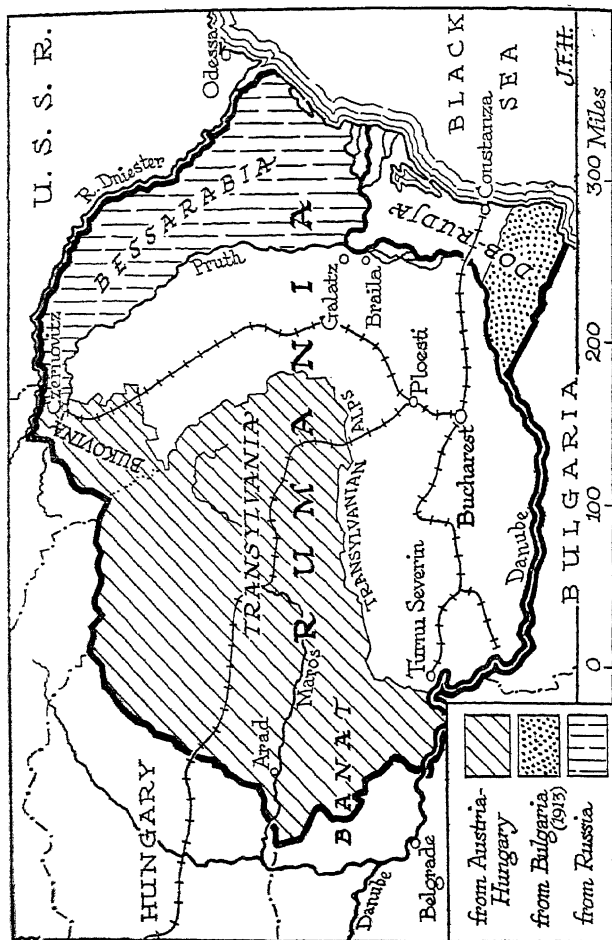 U. S. S. R.
Odessa
R. Dniester
BESSARABIA
Czernovitz
BUKOVINA
Pruth
HUNGARY
TRANSYLVANIA
RUMANIA
Galatz
Braila
BLACK
SEA
Arad
Maros
TRANSYLVANIAN ALPS
Ploesti
DOBRUDJA
Constanza
BANAT
Turnu Severin
Bucharest
Danube
Belgrade
Danube
BULGARIA
from Austria-
Hungary
from Bulgaria
(1913)
from Russia
0 100 200 300 Miles
J.F.H.